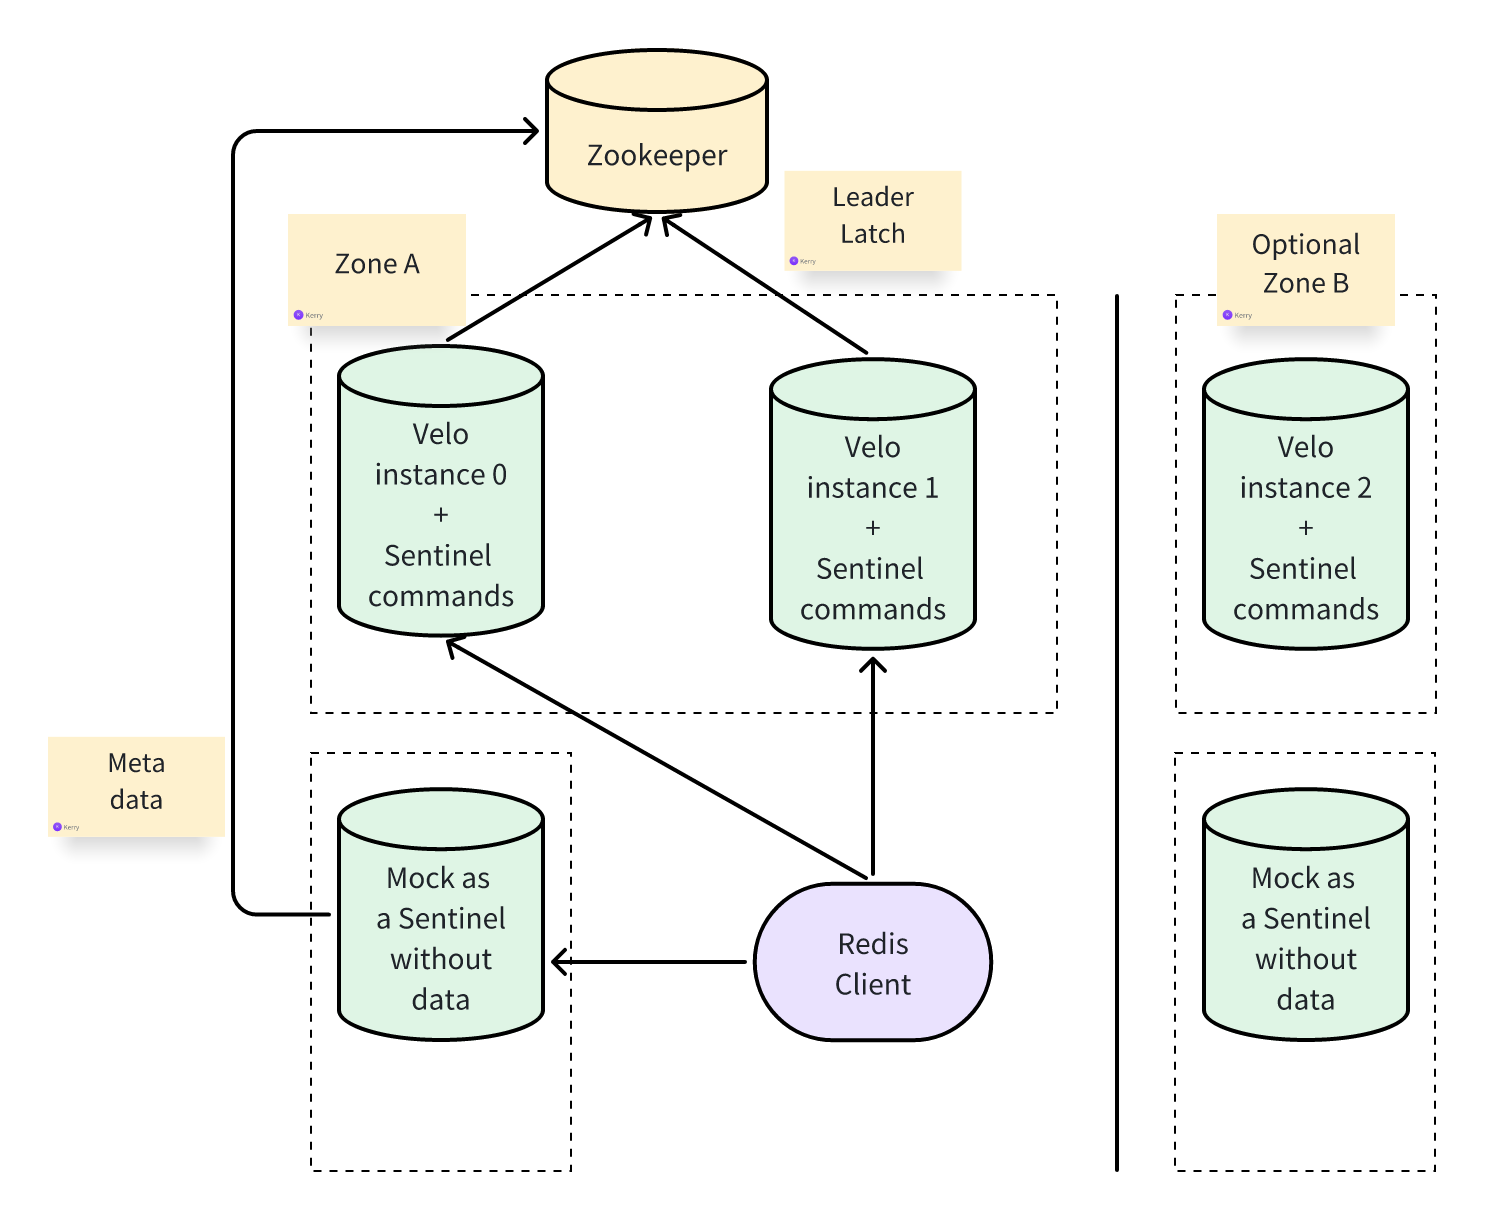 Zookeeper
Leader
Latch
Kerry
Zone A
Kerry
Optional
Zone B
Kerry
Velo
instance 0
+
Sentinel
commands
Velo
instance 1
+
Sentinel
commands
Velo
instance 2
+
Sentinel
commands
Meta
data
Kerry
Mock as
a Sentinel
without
data
Redis
Client
Mock as
a Sentinel
without
data